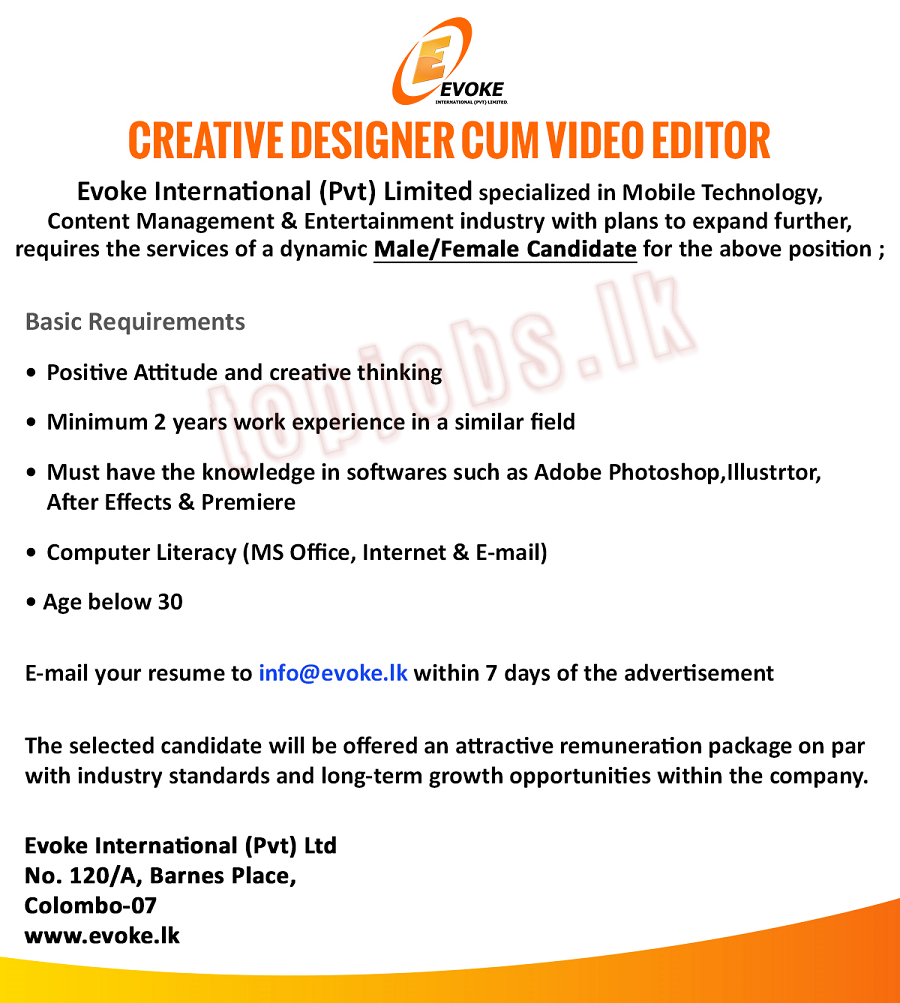 E
EVOKE
INTERNATIONAL (PVT) LIMITED.
CREATIVE DESIGNER CUM VIDEO EDITOR
Evoke International (Pvt) Limited specialized in Mobile Technology,
Content Management & Entertainment industry with plans to expand further,
requires the services of a dynamic Male/Female Candidate for the above position ;
topjobs.lk
Basic Requirements
• Positive Attitude and creative thinking
• Minimum 2 years work experience in a similar field
• Must have the knowledge in softwares such as Adobe Photoshop,Illustrtor,
After Effects & Premiere
• Computer Literacy (MS Office, Internet & E-mail)
• Age below 30
E-mail your resume to info@evoke.lk within 7 days of the advertisement
The selected candidate will be offered an attractive remuneration package on par
with industry standards and long-term growth opportunities within the company.
Evoke International (Pvt) Ltd
No. 120/A, Barnes Place,
Colombo-07
www.evoke.lk